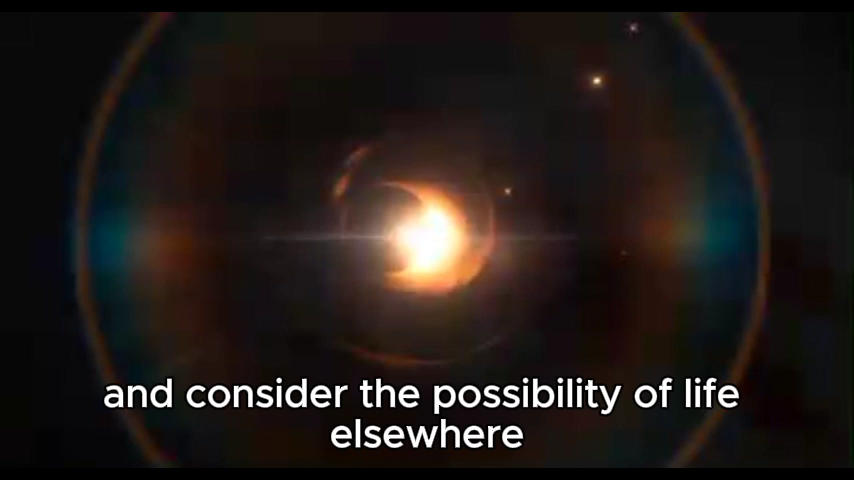 and consider the possibility of life
elsewhere